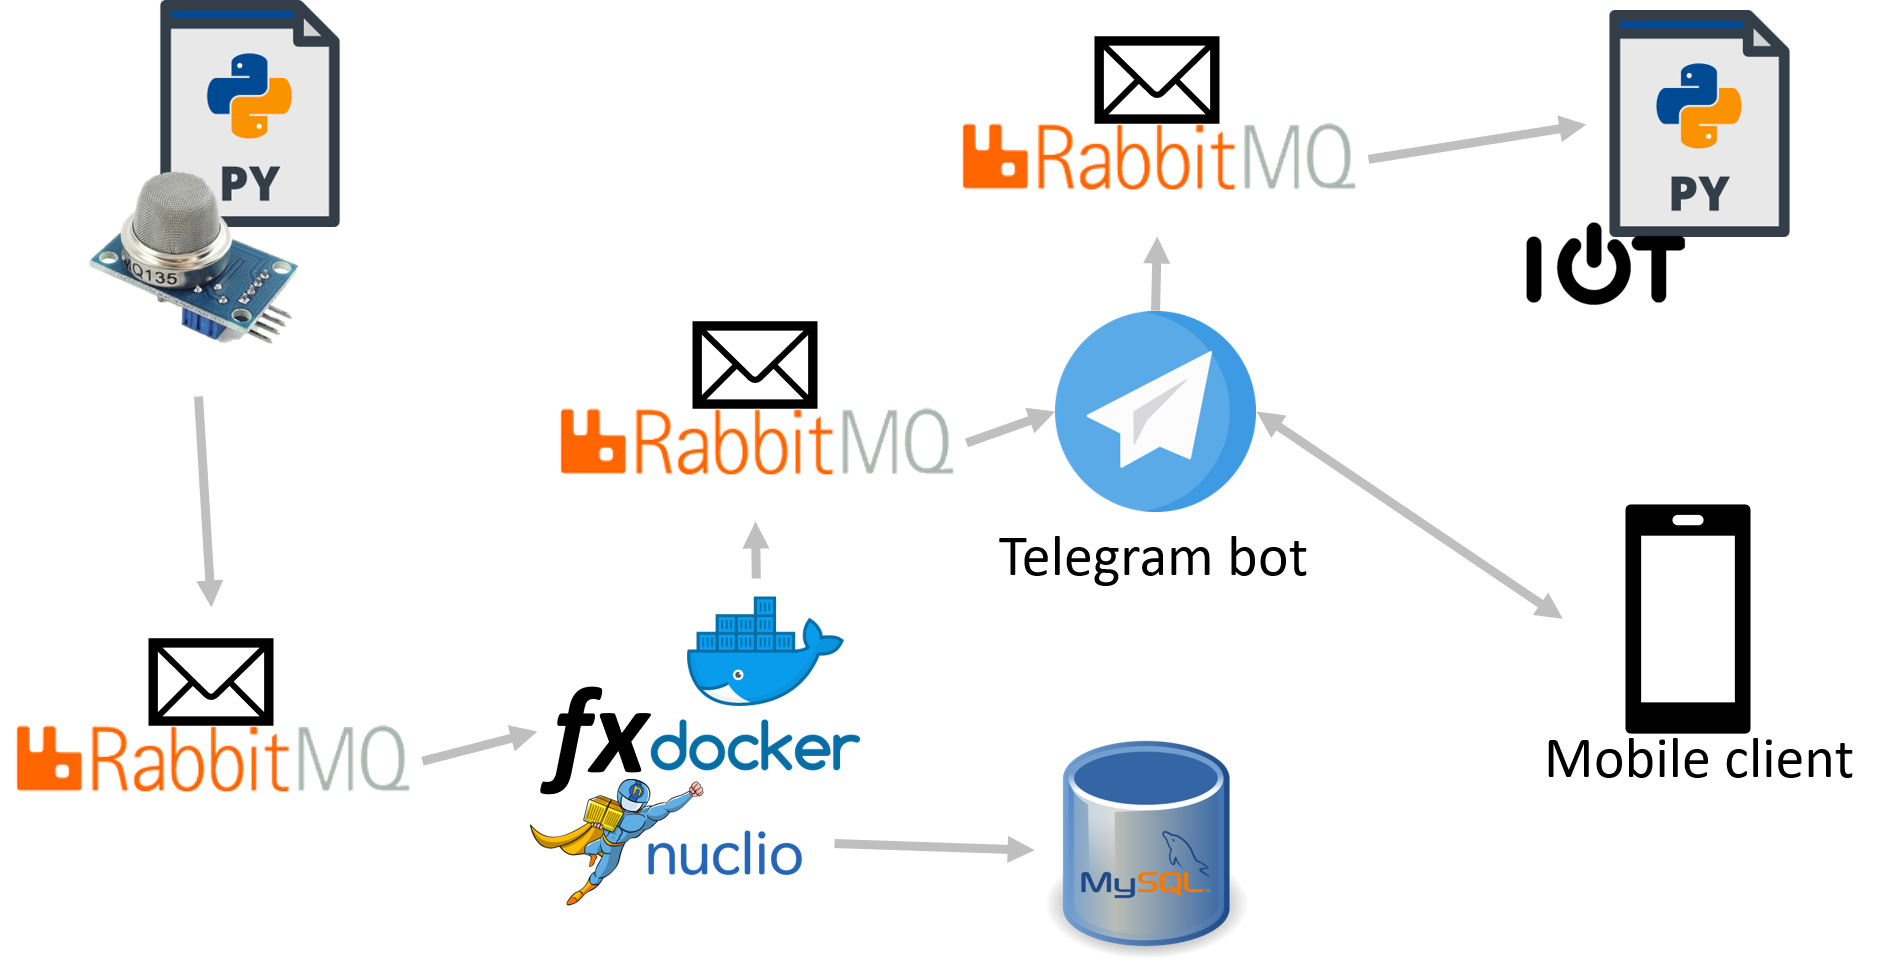 PY
MQ135
RabbitMQ
fx
docker
nuclio
MySQL
RabbitMQ
Telegram bot
RabbitMQ
PY
IOT
Mobile client